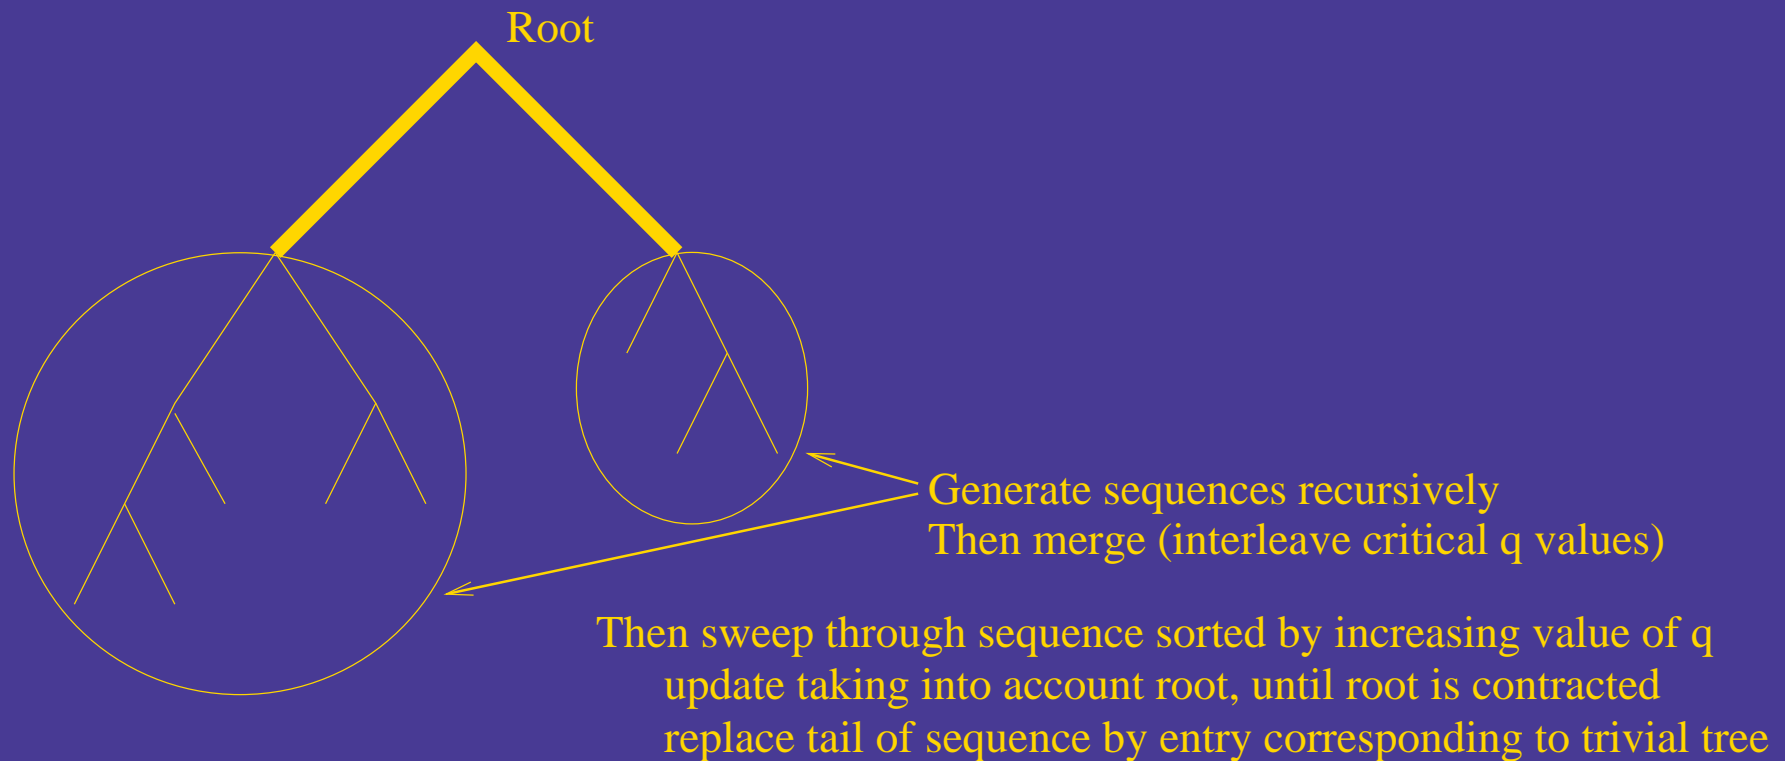 Root
Generate sequences recursively
Then merge (interleave critical q values)
Then sweep through sequence sorted by increasing value of q
update taking into account root, until root is contracted
replace tail of sequence by entry corresponding to trivial tree